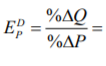 E_P^D = %ΔQ / %ΔP =